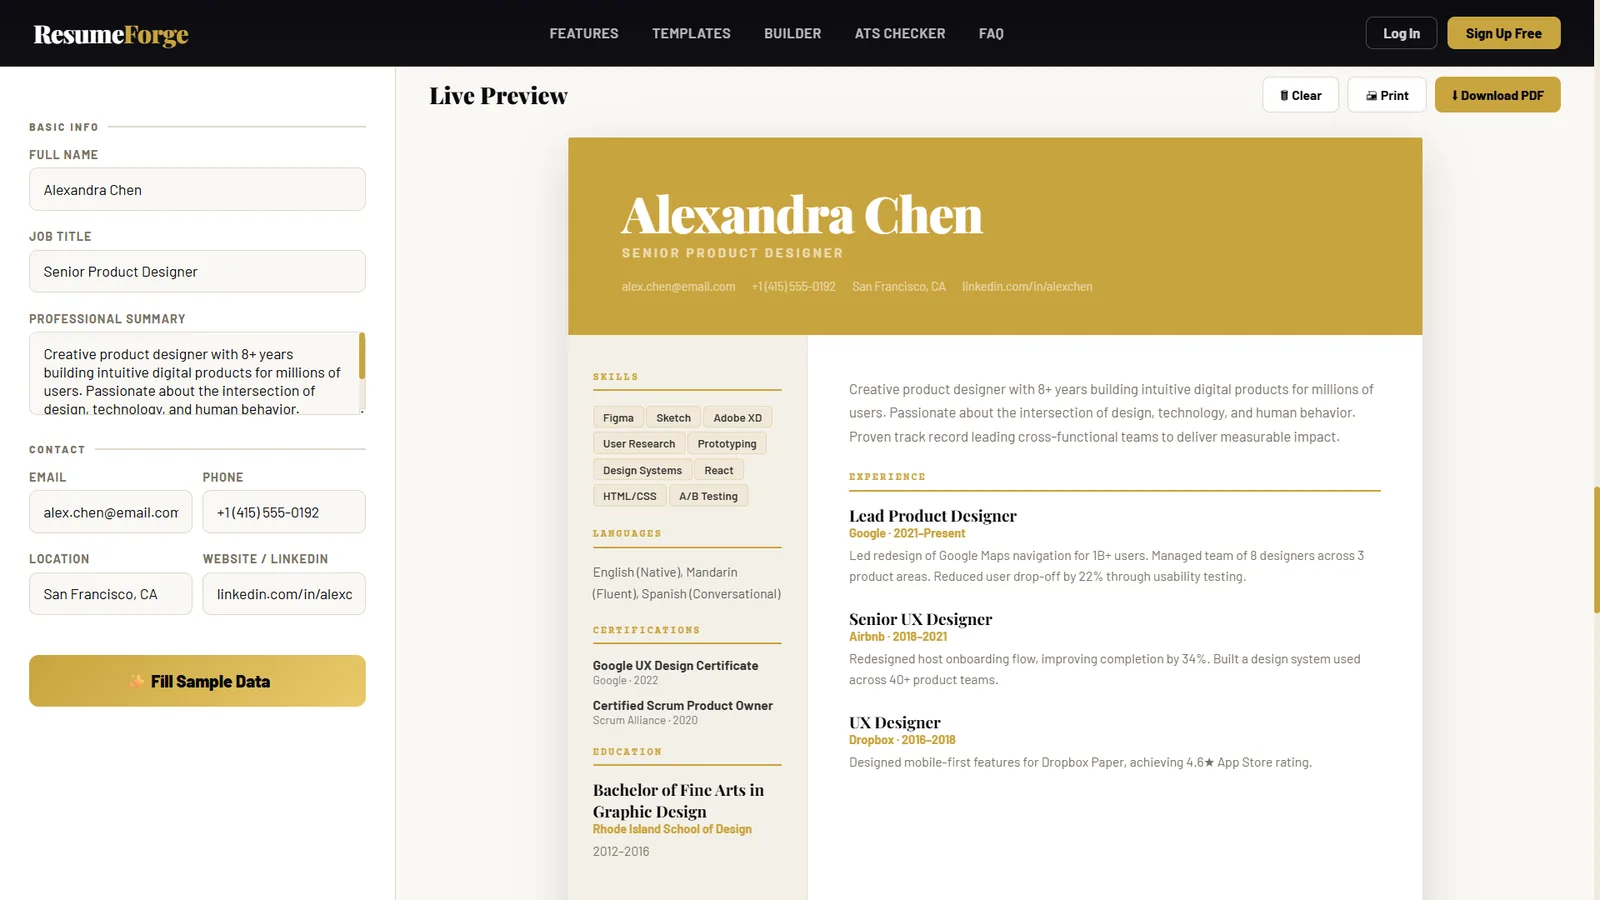 ResumeForge
FEATURES
TEMPLATES
BUILDER
ATS CHECKER
FAQ
Log In
Sign Up Free
BASIC INFO
FULL NAME
Alexandra Chen
JOB TITLE
Senior Product Designer
PROFESSIONAL SUMMARY
Creative product designer with 8+ years
building intuitive digital products for millions of
users. Passionate about the intersection of
design, technology, and human behavior.
CONTACT
EMAIL
PHONE
alex.chen@email.com
+1 (415) 555-0192
LOCATION
WEBSITE / LINKEDIN
San Francisco, CA
linkedin.com/in/alexc
✨ Fill Sample Data
Live Preview
Clear
Print
⬇ Download PDF
Alexandra Chen
SENIOR PRODUCT DESIGNER
alex.chen@email.com
+1 (415) 555-0192
San Francisco, CA
linkedin.com/in/alexchen
SKILLS
Figma
Sketch
Adobe XD
User Research
Prototyping
Design Systems
React
HTML/CSS
A/B Testing
LANGUAGES
English (Native), Mandarin
(Fluent), Spanish (Conversational)
CERTIFICATIONS
Google UX Design Certificate
Google · 2022
Certified Scrum Product Owner
Scrum Alliance · 2020
EDUCATION
Bachelor of Fine Arts in
Graphic Design
Rhode Island School of Design
2012–2016
Creative product designer with 8+ years building intuitive digital products for millions of
users. Passionate about the intersection of design, technology, and human behavior.
Proven track record leading cross-functional teams to deliver measurable impact.
EXPERIENCE
Lead Product Designer
Google · 2021–Present
Led redesign of Google Maps navigation for 1B+ users. Managed team of 8 designers across 3
product areas. Reduced user drop-off by 22% through usability testing.
Senior UX Designer
Airbnb · 2018–2021
Redesigned host onboarding flow, improving completion by 34%. Built a design system used
across 40+ product teams.
UX Designer
Dropbox · 2016–2018
Designed mobile-first features for Dropbox Paper, achieving 4.6★ App Store rating.